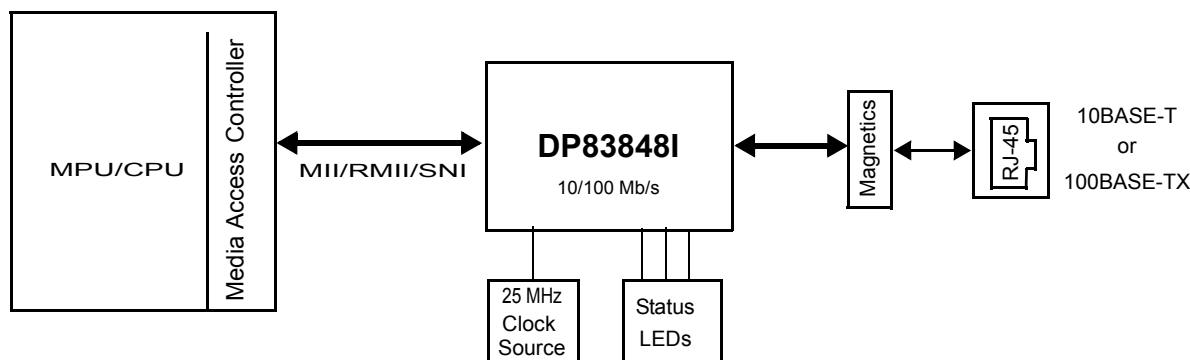 MPU/CPU
Media Access Controller
MII/RMII/SNI
DP83848I
10/100 Mb/s
Magnetics
RJ-45
10BASE-T
or
100BASE-TX
25 MHz
Clock
Source
Status
LEDs